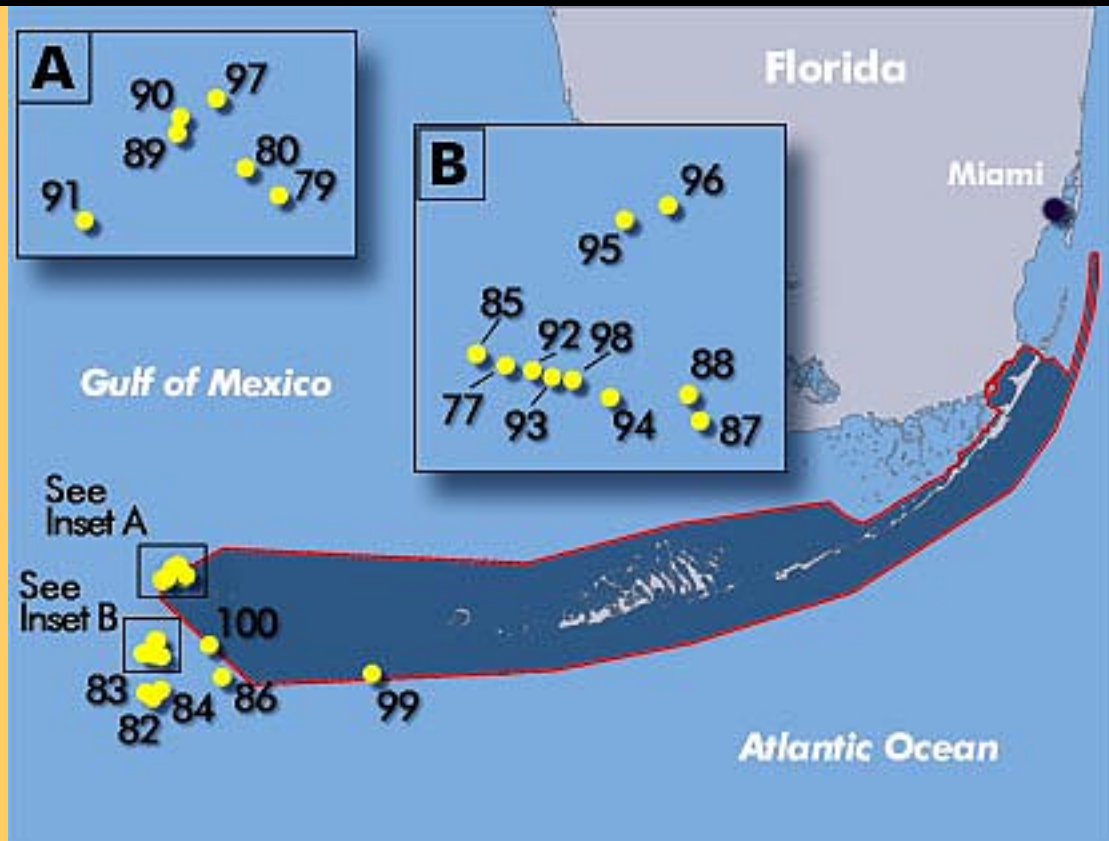 A
90
97
89
80
79
91
Florida
Miami
B
96
95
85
92
98
88
77
93
94
87
Gulf of Mexico
See
Inset A
See
Inset B
100
83
84
86
99
82
Atlantic Ocean